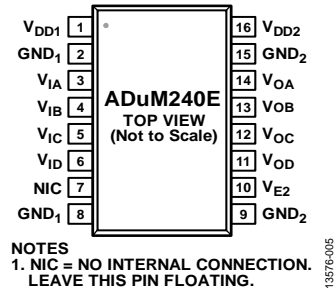 VDD1 1 16 VDD2
GND1 2 15 GND2
VIA 3 14 VOA
VIB 4 13 VOB
VIC 5 12 VOC
VID 6 11 VOD
NIC 7 10 VE2
GND1 8 9 GND2
ADuM240E
TOP VIEW
(Not to Scale)
NOTES
1. NIC = NO INTERNAL CONNECTION.
LEAVE THIS PIN FLOATING.
13576-005